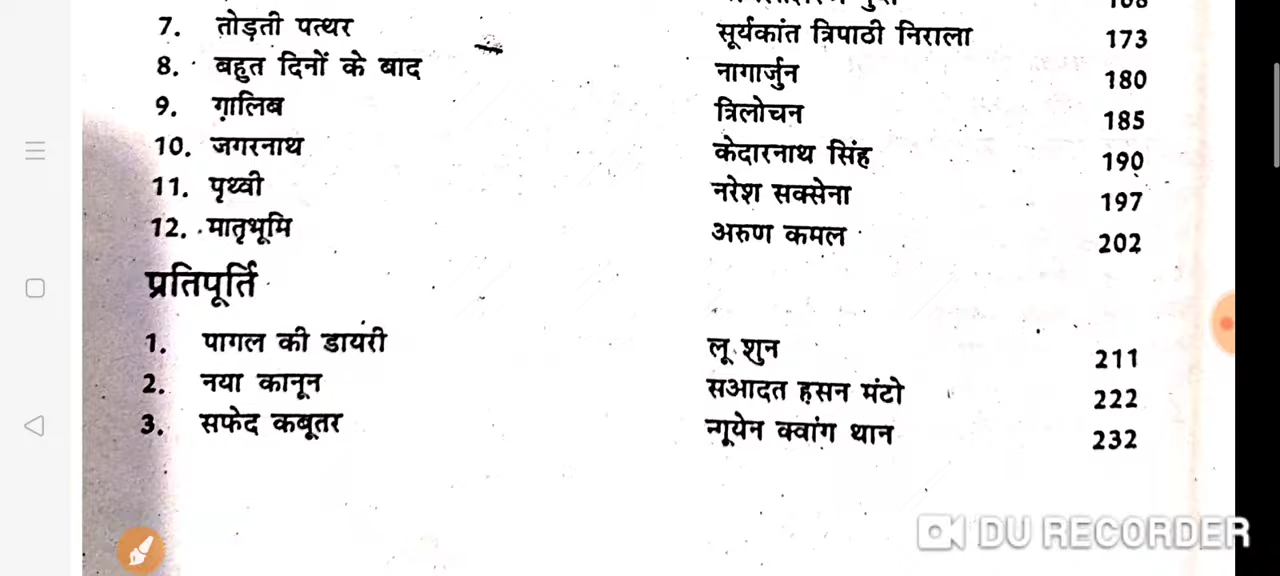 7. तोड़ती पत्थर सूर्यकांत त्रिपाठी निराला 173
8. बहुत दिनों के बाद नागार्जुन 180
9. ग़ालिब त्रिलोचन 185
10. जगरनाथ केदारनाथ सिंह 190
11. पृथ्वी नरेश सक्सेना 197
12. मातृभूमि अरुण कमल 202
प्रतिपूर्ति
1. पागल की डायरी लू शुन 211
2. नया कानून सआदत हसन मंटो 222
3. सफेद कबूतर न्गूयेन क्वांग थान 232
DU RECORDER